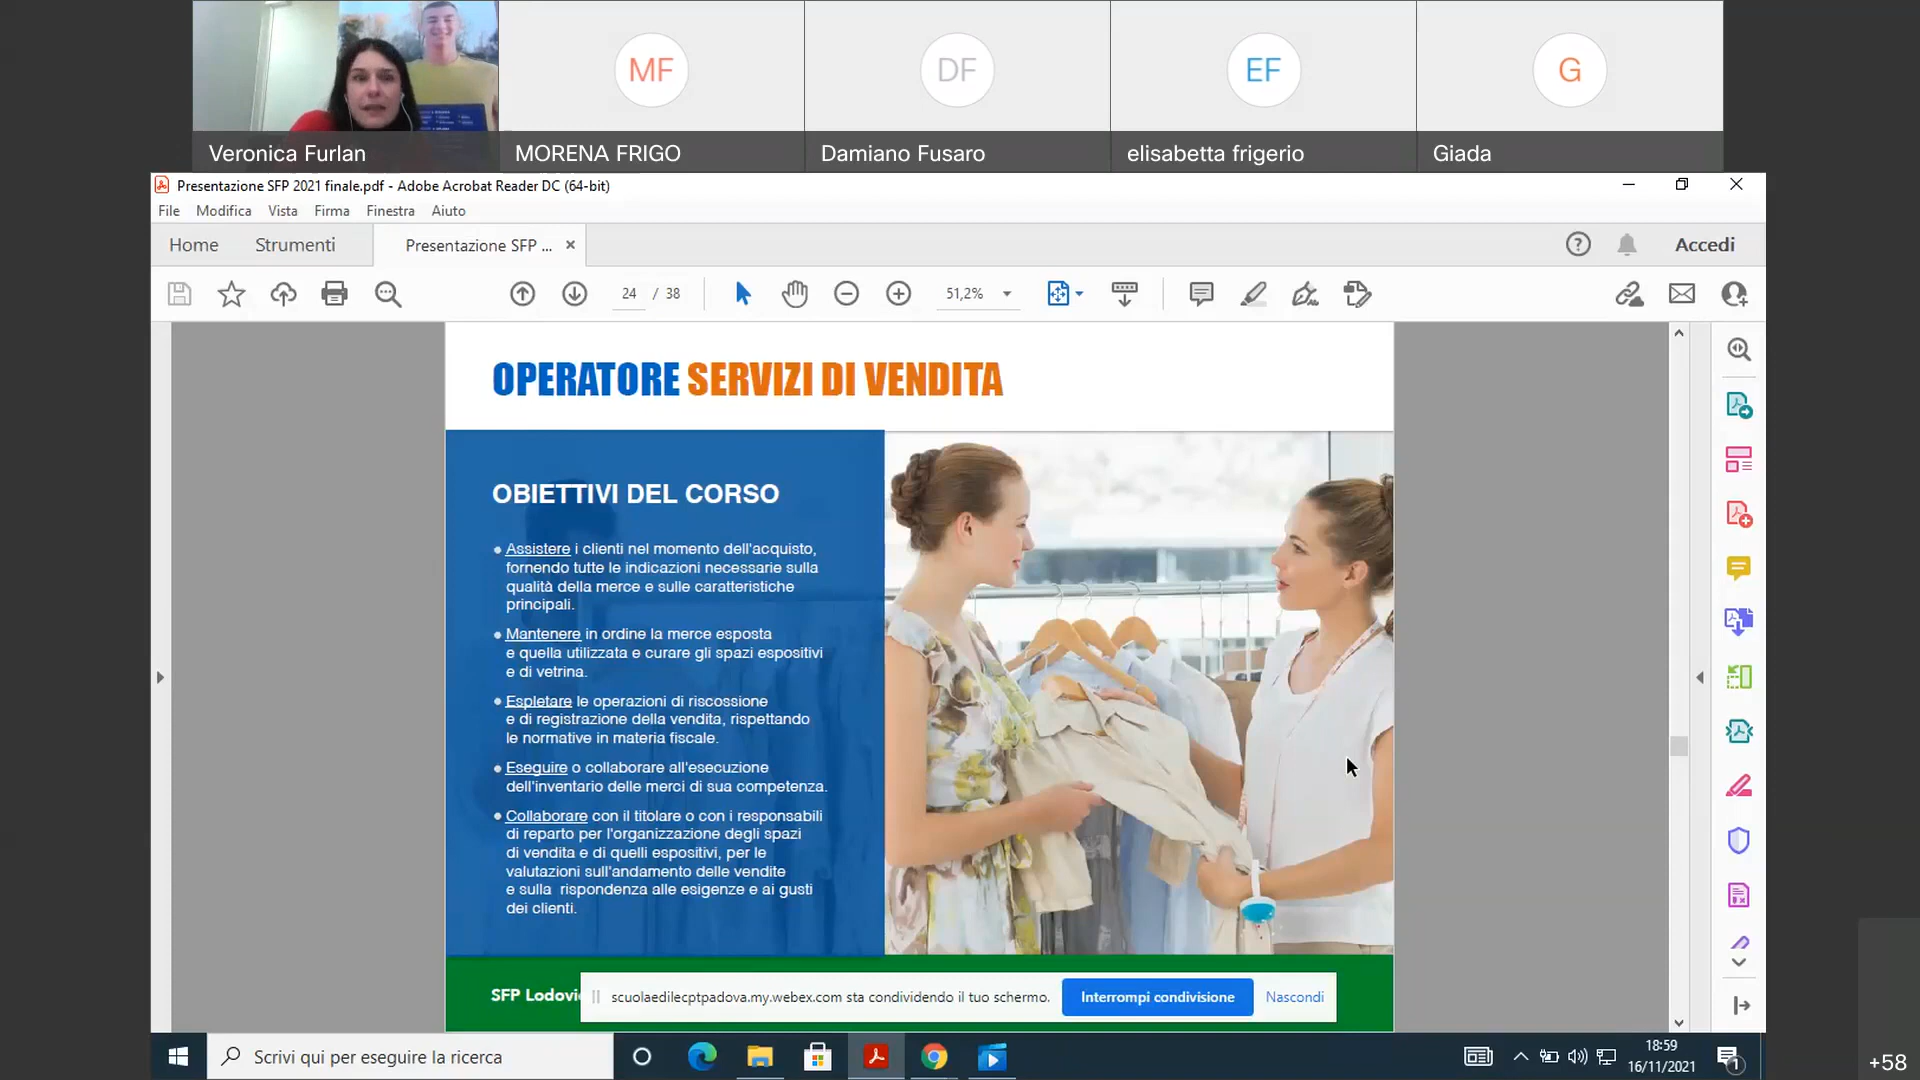 MF
DF
EF
G
Veronica Furlan
MORENA FRIGO
Damiano Fusaro
elisabetta frigerio
Giada
Presentazione SFP 2021 finale.pdf - Adobe Acrobat Reader DC (64-bit)
File Modifica Vista Firma Finestra Aiuto
Home Strumenti Presentazione SFP ... Accedi
24 / 38 51,2%
OPERATORE SERVIZI DI VENDITA
OBIETTIVI DEL CORSO
• Assistere i clienti nel momento dell'acquisto,
fornendo tutte le indicazioni necessarie sulla
qualità della merce e sulle caratteristiche
principali.
• Mantenere in ordine la merce esposta
e quella utilizzata e curare gli spazi espositivi
e di vetrina.
• Espletare le operazioni di riscossione
e di registrazione della vendita, rispettando
le normative in materia fiscale.
• Eseguire o collaborare all'esecuzione
dell'inventario delle merci di sua competenza.
• Collaborare con il titolare o con i responsabili
di reparto per l'organizzazione degli spazi
di vendita e di quelli espositivi, per le
valutazioni sull'andamento delle vendite
e sulla rispondenza alle esigenze e ai gusti
dei clienti.
SFP Lodovi
scuolaedilecptpadova.my.webex.com sta condividendo il tuo schermo. Interrompi condivisione Nascondi
Scrivi qui per eseguire la ricerca
18:59
16/11/2021
1
+58